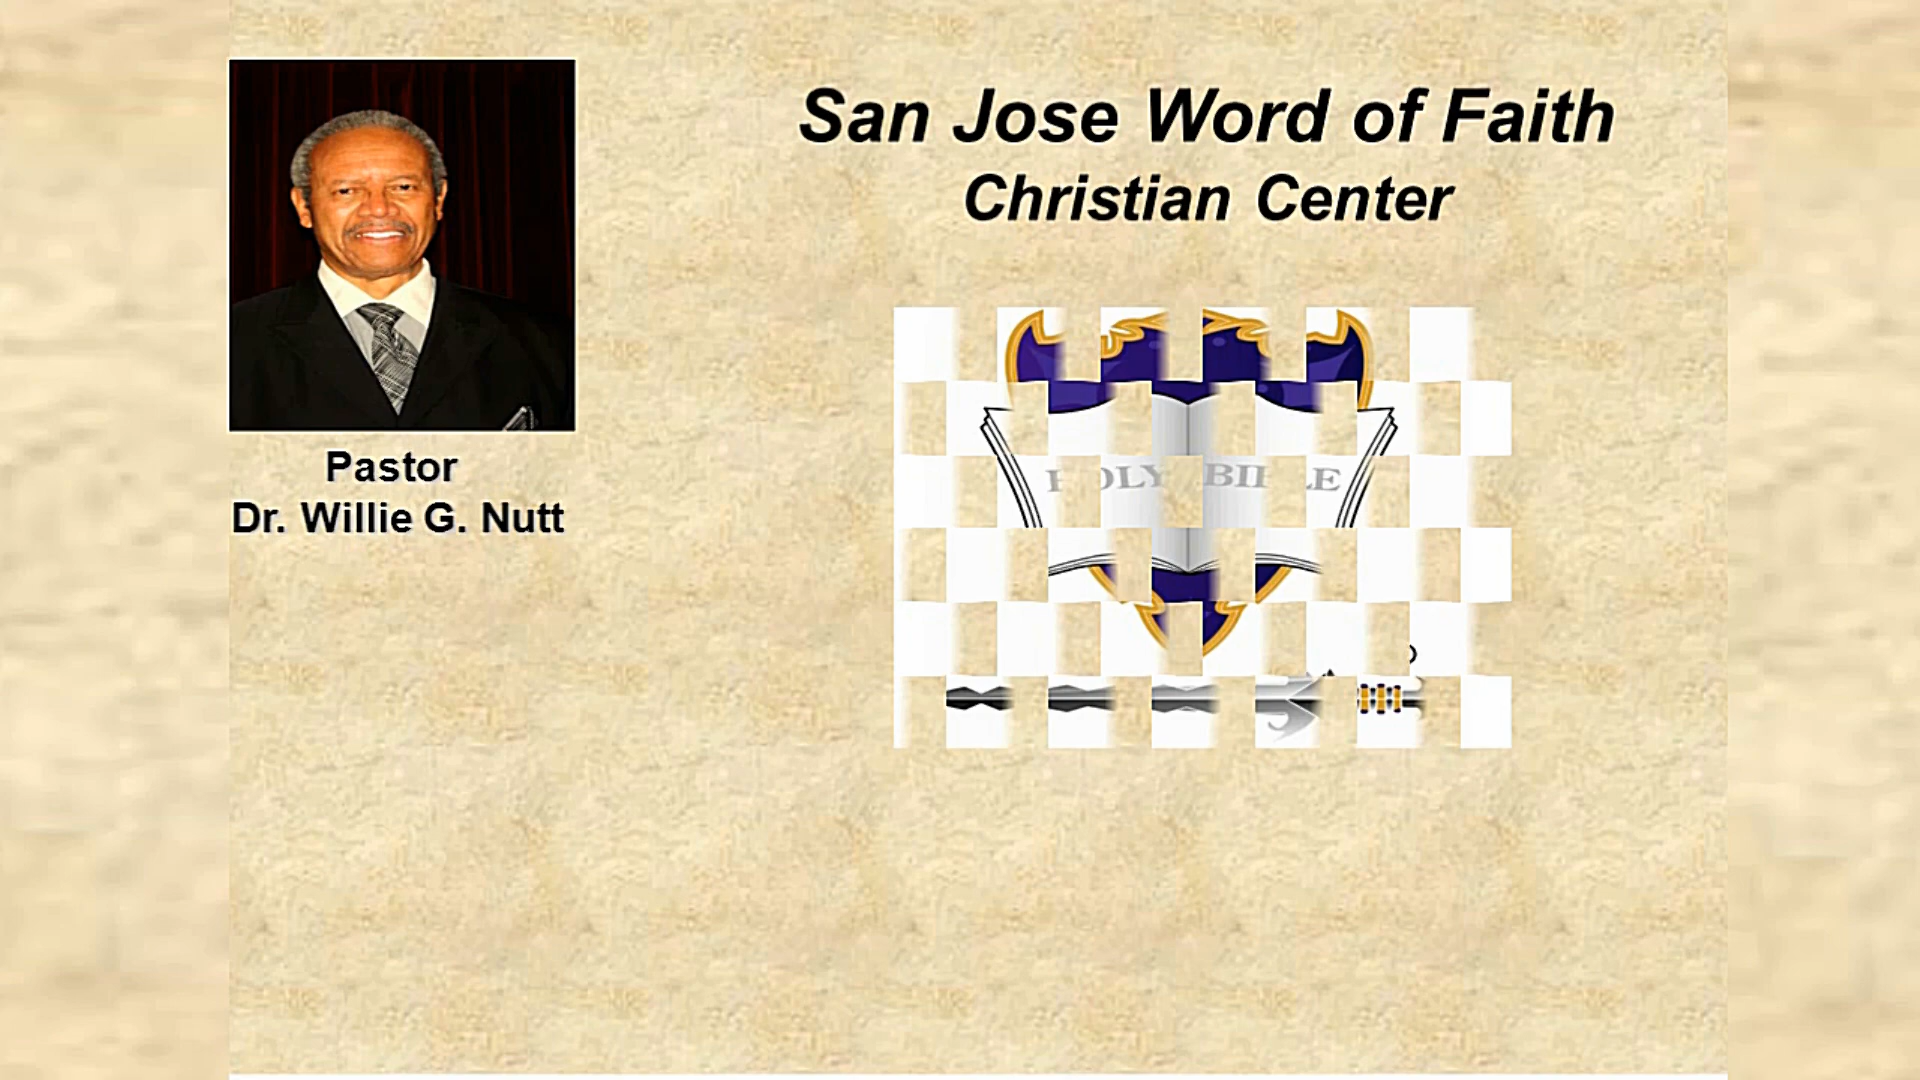 San Jose Word of Faith
Christian Center
Pastor
Dr. Willie G. Nutt